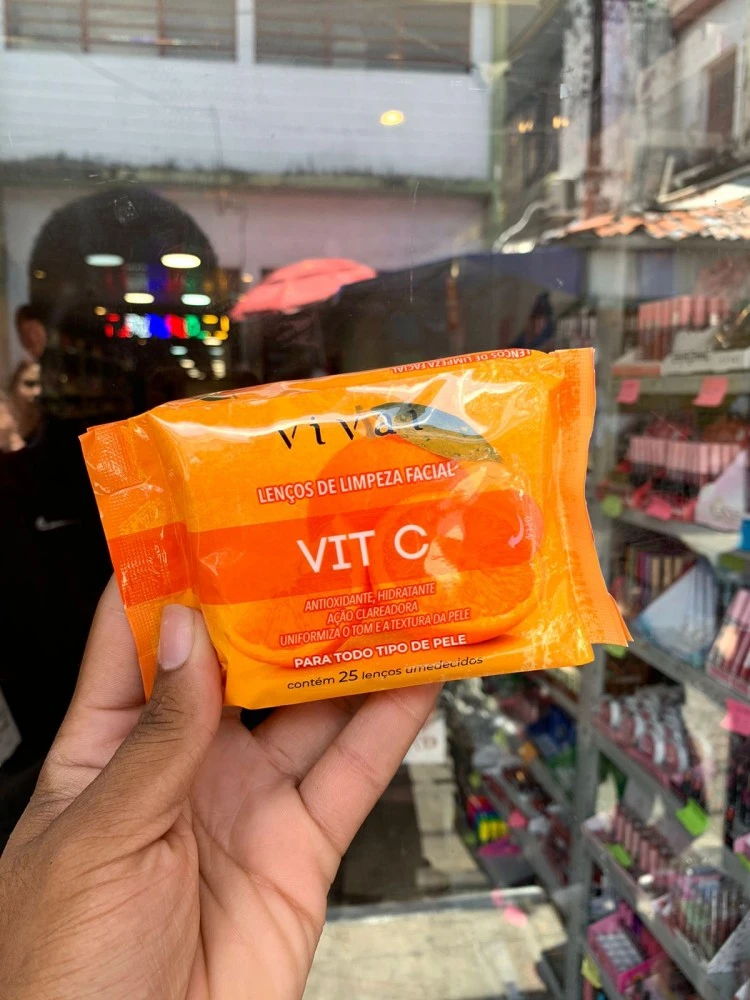 LENÇOS DE LIMPEZA FACIAL
vivai
LENÇOS DE LIMPEZA FACIAL
VIT C
ANTIOXIDANTE, HIDRATANTE
AÇÃO CLAREADORA
UNIFORMIZA O TOM E A TEXTURA DA PELE
PARA TODO TIPO DE PELE
contém 25 lenços umedecidos